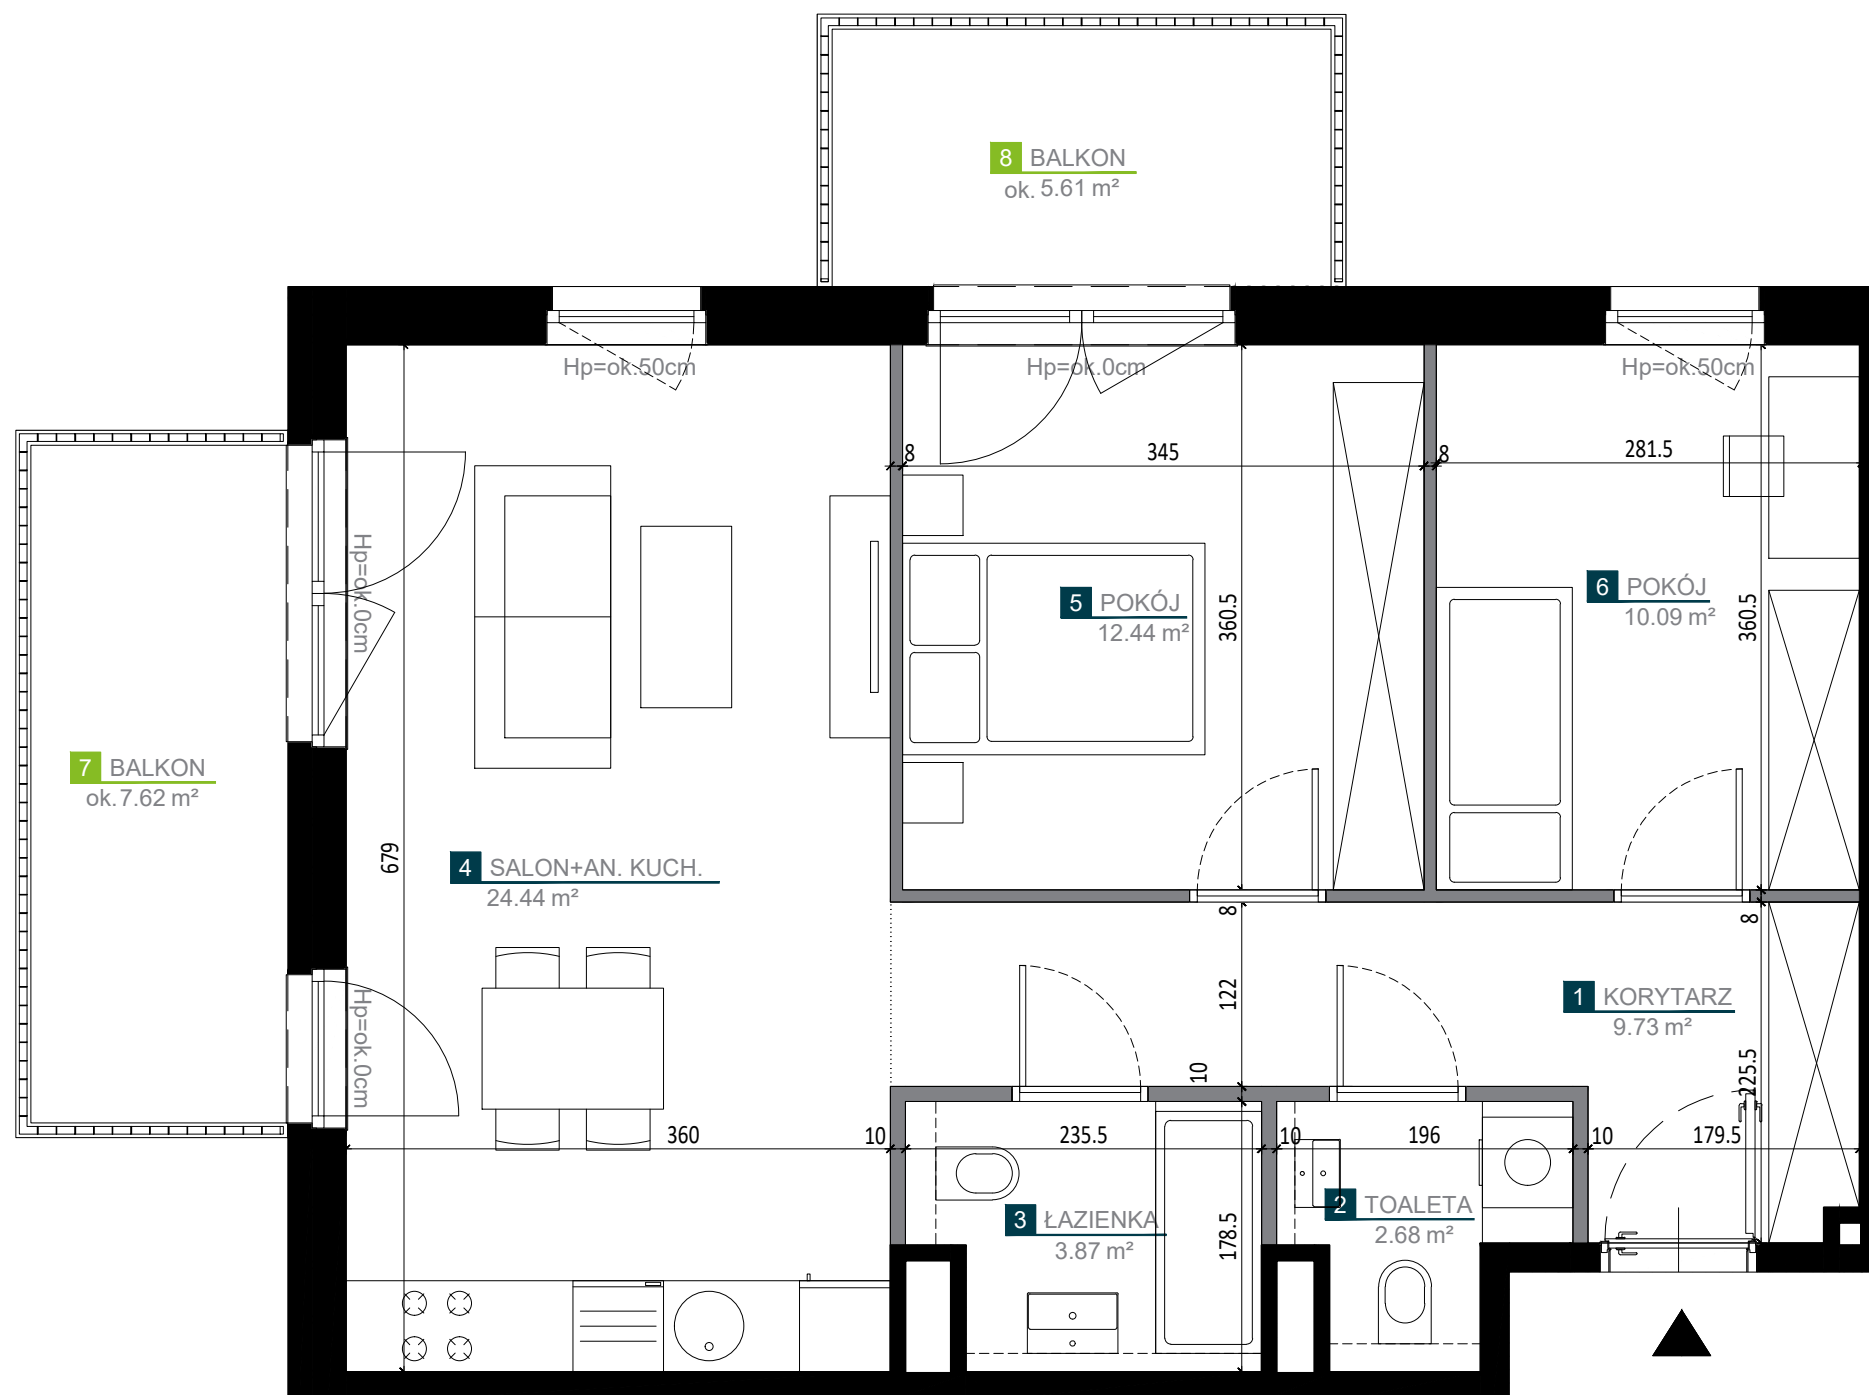 8 BALKON
ok. 5.61 m²
Hp=ok.50cm
Hp=ok.0cm
Hp=ok.50cm
8
345
8
281.5
Hp=ok.0cm
5 POKÓJ
12.44 m²
360.5
6 POKÓJ
10.09 m²
360.5
7 BALKON
ok.7.62 m²
679
4 SALON+AN. KUCH.
24.44 m²
8
8
122
1 KORYTARZ
9.73 m²
Hp=ok.0cm
10
225.5
360
10
235.5
10
196
10
179.5
3 ŁAZIENKA
3.87 m²
178.5
2 TOALETA
2.68 m²